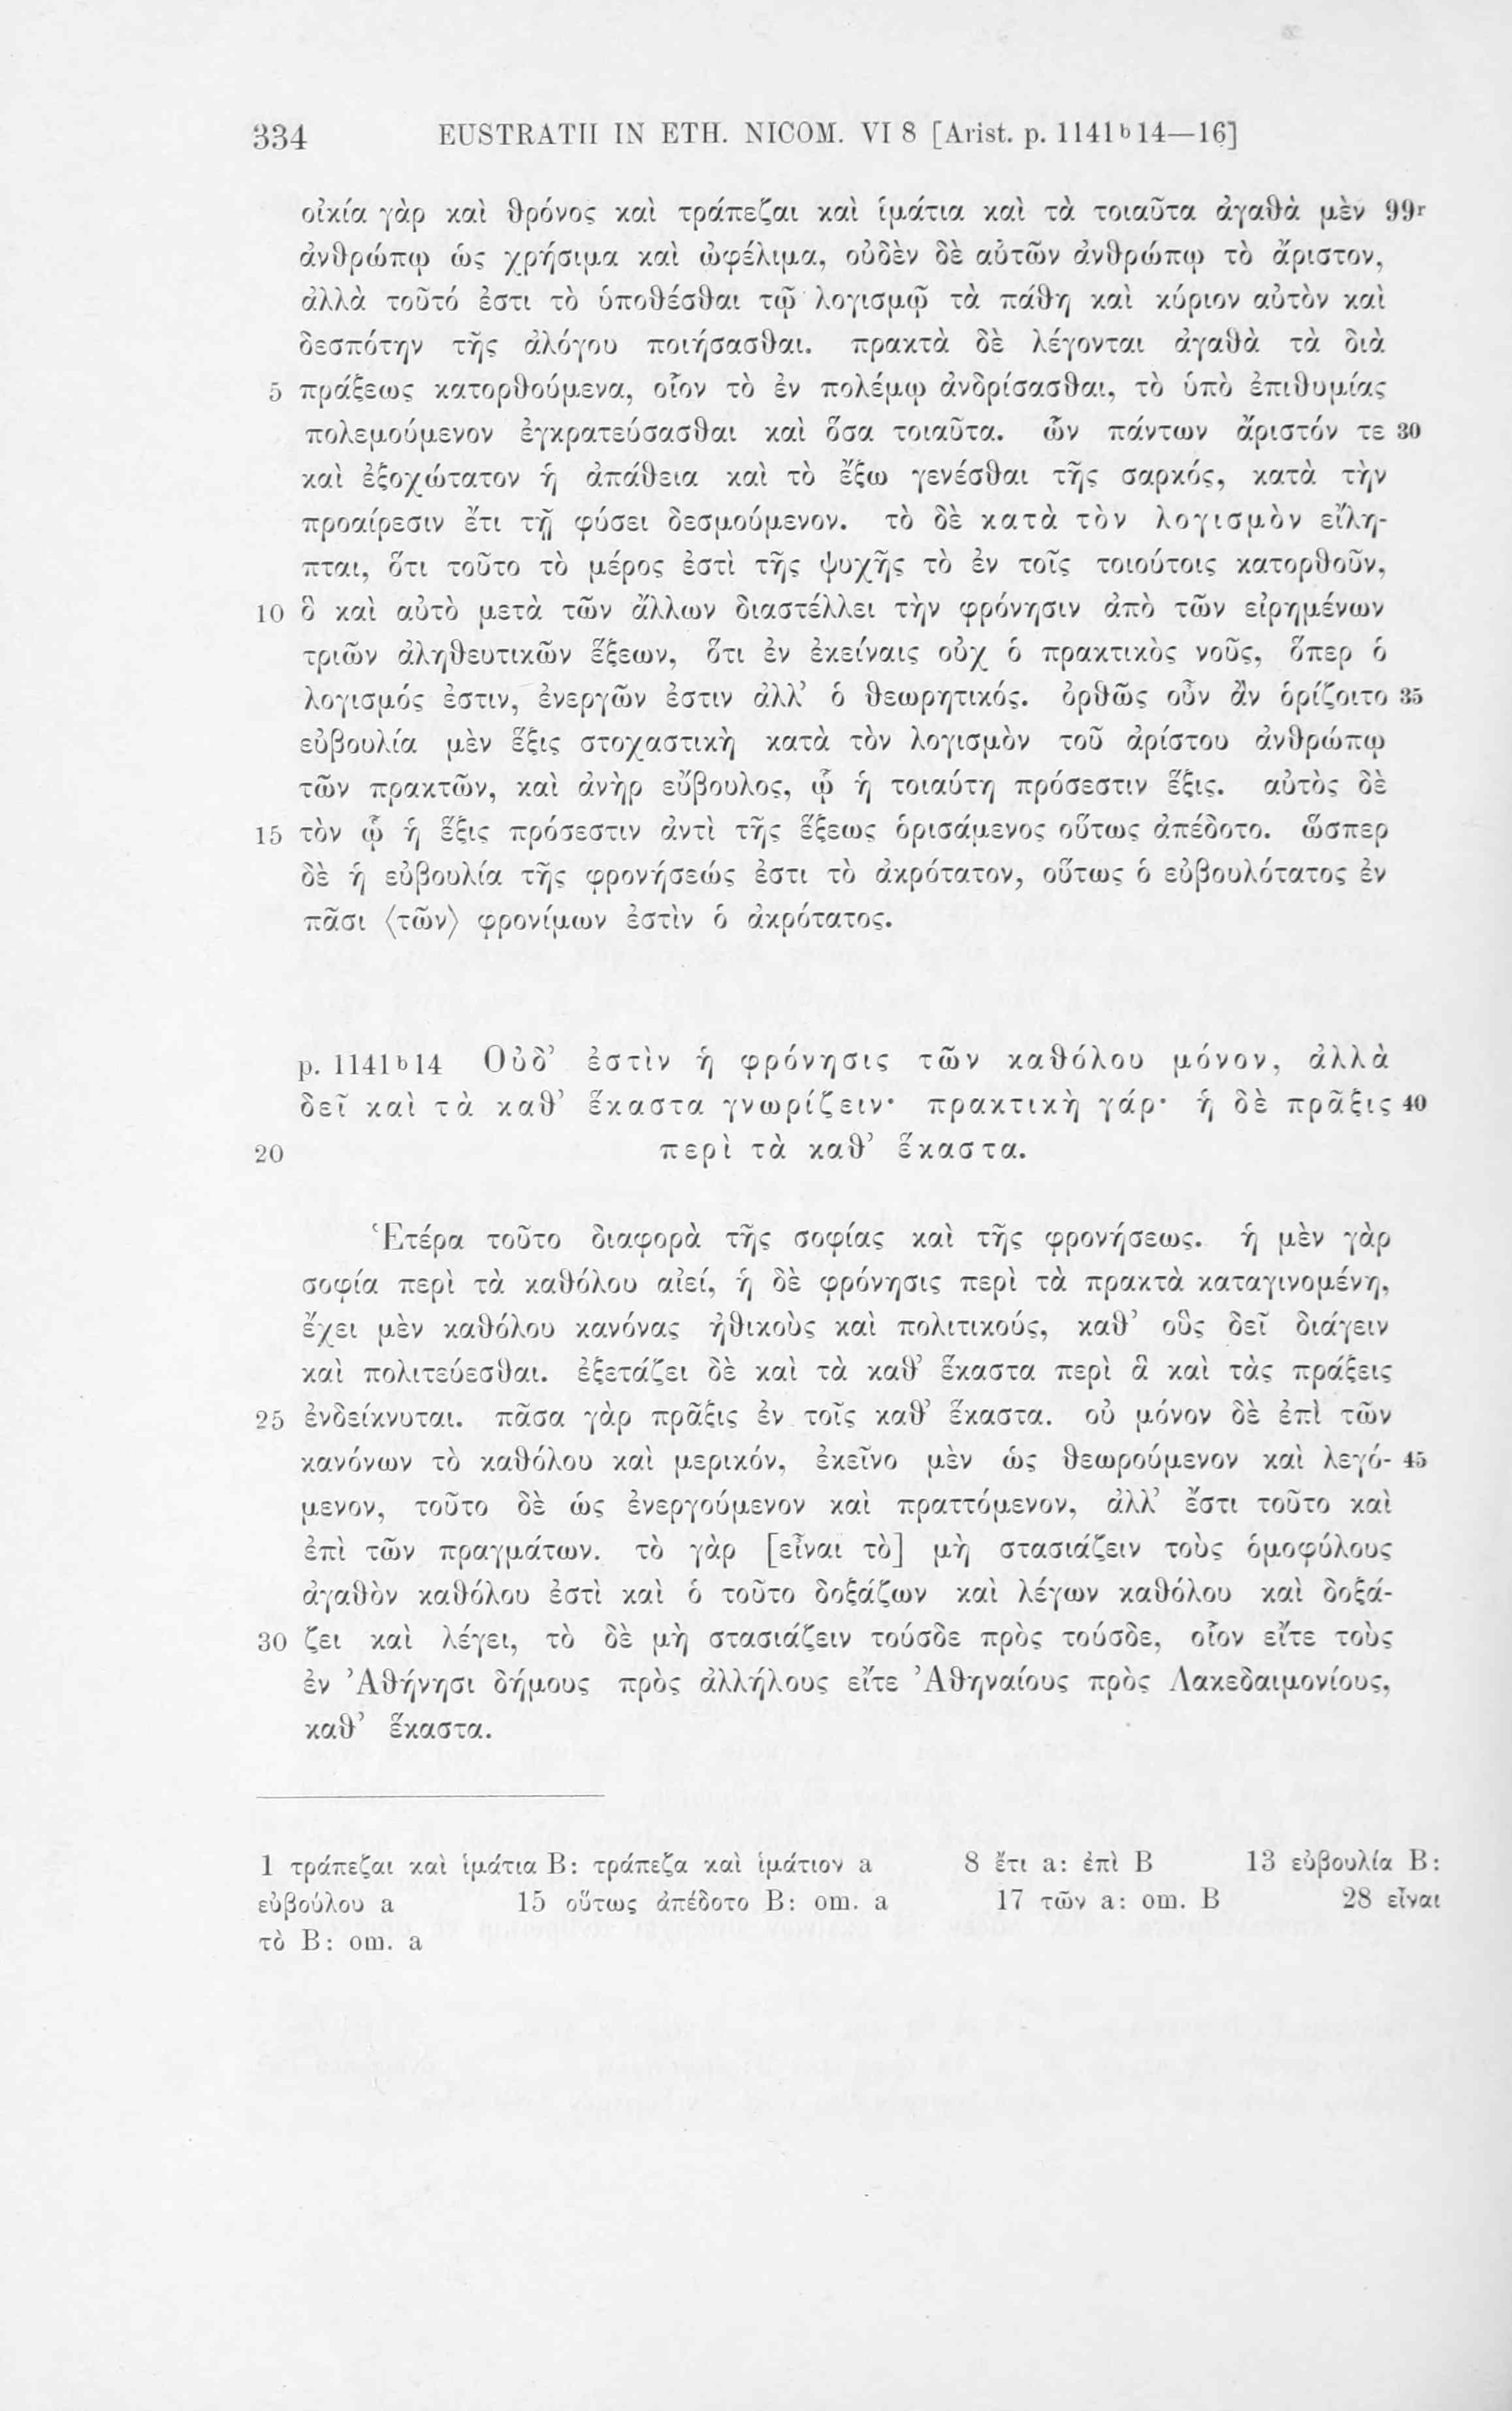 334 EUSTRATII IN ETH. NICOM. VI 8 [Arist. p. 1141b14—16]
οἰκία γὰρ καὶ θρόνος καὶ τράπεζαι καὶ ἱμάτια καὶ τὰ τοιαῦτα ἀγαθὰ μὲν 99r
ἀνθρώπῳ ὡς χρήσιμα καὶ ὠφέλιμα, οὐδὲν δὲ αὐτῶν ἀνθρώπῳ τὸ ἄριστον,
ἀλλὰ τοῦτό ἐστι τὸ ὑποθέσθαι τῷ λογισμῷ τὰ πάθη καὶ κύριον αὐτὸν καὶ
δεσπότην τῆς ἀλόγου ποιήσασθαι. πρακτὰ δὲ λέγονται ἀγαθὰ τὰ διὰ
5 πράξεως κατορθούμενα, οἷον τὸ ἐν πολέμῳ ἀνδρίσασθαι, τὸ ὑπὸ ἐπιθυμίας
πολεμούμενον ἐγκρατεύσασθαι καὶ ὅσα τοιαῦτα. ὧν πάντων ἄριστόν τε 30
καὶ ἐξοχώτατον ἡ ἀπάθεια καὶ τὸ ἔξω γενέσθαι τῆς σαρκός, κατὰ τὴν
προαίρεσιν ἔτι τῇ φύσει δεσμούμενον. τὸ δὲ κατὰ τὸν λογισμὸν εἴλη-
πται, ὅτι τοῦτο τὸ μέρος ἐστὶ τῆς ψυχῆς τὸ ἐν τοῖς τοιούτοις κατορθοῦν,
10 ὃ καὶ αὐτὸ μετὰ τῶν ἄλλων διαστέλλει τὴν φρόνησιν ἀπὸ τῶν εἰρημένων
τριῶν ἀληθευτικῶν ἕξεων, ὅτι ἐν ἐκείναις οὐχ ὁ πρακτικὸς νοῦς, ὅπερ ὁ
λογισμός ἐστιν, ἐνεργῶν ἐστιν ἀλλ’ ὁ θεωρητικός. ὀρθῶς οὖν ἂν ὁρίζοιτο 35
εὐβουλία μὲν ἕξις στοχαστικὴ κατὰ τὸν λογισμὸν τοῦ ἀρίστου ἀνθρώπῳ
τῶν πρακτῶν, καὶ ἀνὴρ εὔβουλος, ᾧ ἡ τοιαύτη πρόσεστιν ἕξις. αὐτὸς δὲ
15 τὸν ᾧ ἡ ἕξις πρόσεστιν ἀντὶ τῆς ἕξεως ὁρισάμενος οὕτως ἀπέδοτο. ὥσπερ
δὲ ἡ εὐβουλία τῆς φρονήσεώς ἐστι τὸ ἀκρότατον, οὕτως ὁ εὐβουλότατος ἐν
πᾶσι ⟨τῶν⟩ φρονίμων ἐστὶν ὁ ἀκρότατος.
p. 1141b14 Οὐδ’ ἐστὶν ἡ φρόνησις τῶν καθόλου μόνον, ἀλλὰ
δεῖ καὶ τὰ καθ’ ἕκαστα γνωρίζειν· πρακτικὴ γάρ· ἡ δὲ πρᾶξις 40
20 περὶ τὰ καθ’ ἕκαστα.
Ἑτέρα τοῦτο διαφορὰ τῆς σοφίας καὶ τῆς φρονήσεως. ἡ μὲν γὰρ
σοφία περὶ τὰ καθόλου αἰεί, ἡ δὲ φρόνησις περὶ τὰ πρακτὰ καταγινομένη,
ἔχει μὲν καθόλου κανόνας ἠθικοὺς καὶ πολιτικούς, καθ’ οὓς δεῖ διάγειν
καὶ πολιτεύεσθαι. ἐξετάζει δὲ καὶ τὰ καθ’ ἕκαστα περὶ ἃ καὶ τὰς πράξεις
25 ἐνδείκνυται. πᾶσα γὰρ πρᾶξις ἐν τοῖς καθ’ ἕκαστα. οὐ μόνον δὲ ἐπὶ τῶν
κανόνων τὸ καθόλου καὶ μερικόν, ἐκεῖνο μὲν ὡς θεωρούμενον καὶ λεγό- 45
μενον, τοῦτο δὲ ὡς ἐνεργούμενον καὶ πραττόμενον, ἀλλ’ ἔστι τοῦτο καὶ
ἐπὶ τῶν πραγμάτων. τὸ γὰρ [εἶναι τὸ] μὴ στασιάζειν τοὺς ὁμοφύλους
ἀγαθὸν καθόλου ἐστὶ καὶ ὁ τοῦτο δοξάζων καὶ λέγων καθόλου καὶ δοξά-
30 ζει καὶ λέγει, τὸ δὲ μὴ στασιάζειν τούσδε πρὸς τούσδε, οἷον εἴτε τοὺς
ἐν Ἀθήνησι δήμους πρὸς ἀλλήλους εἴτε Ἀθηναίους πρὸς Λακεδαιμονίους,
καθ’ ἕκαστα.
1 τράπεζαι καὶ ἱμάτια B: τράπεζα καὶ ἱμάτιον a 8 ἔτι a: ἐπὶ B 13 εὐβουλία B:
εὐβούλου a 15 οὕτως ἀπέδοτο B: om. a 17 τῶν a: om. B 28 εἶναι
τὸ B: om. a